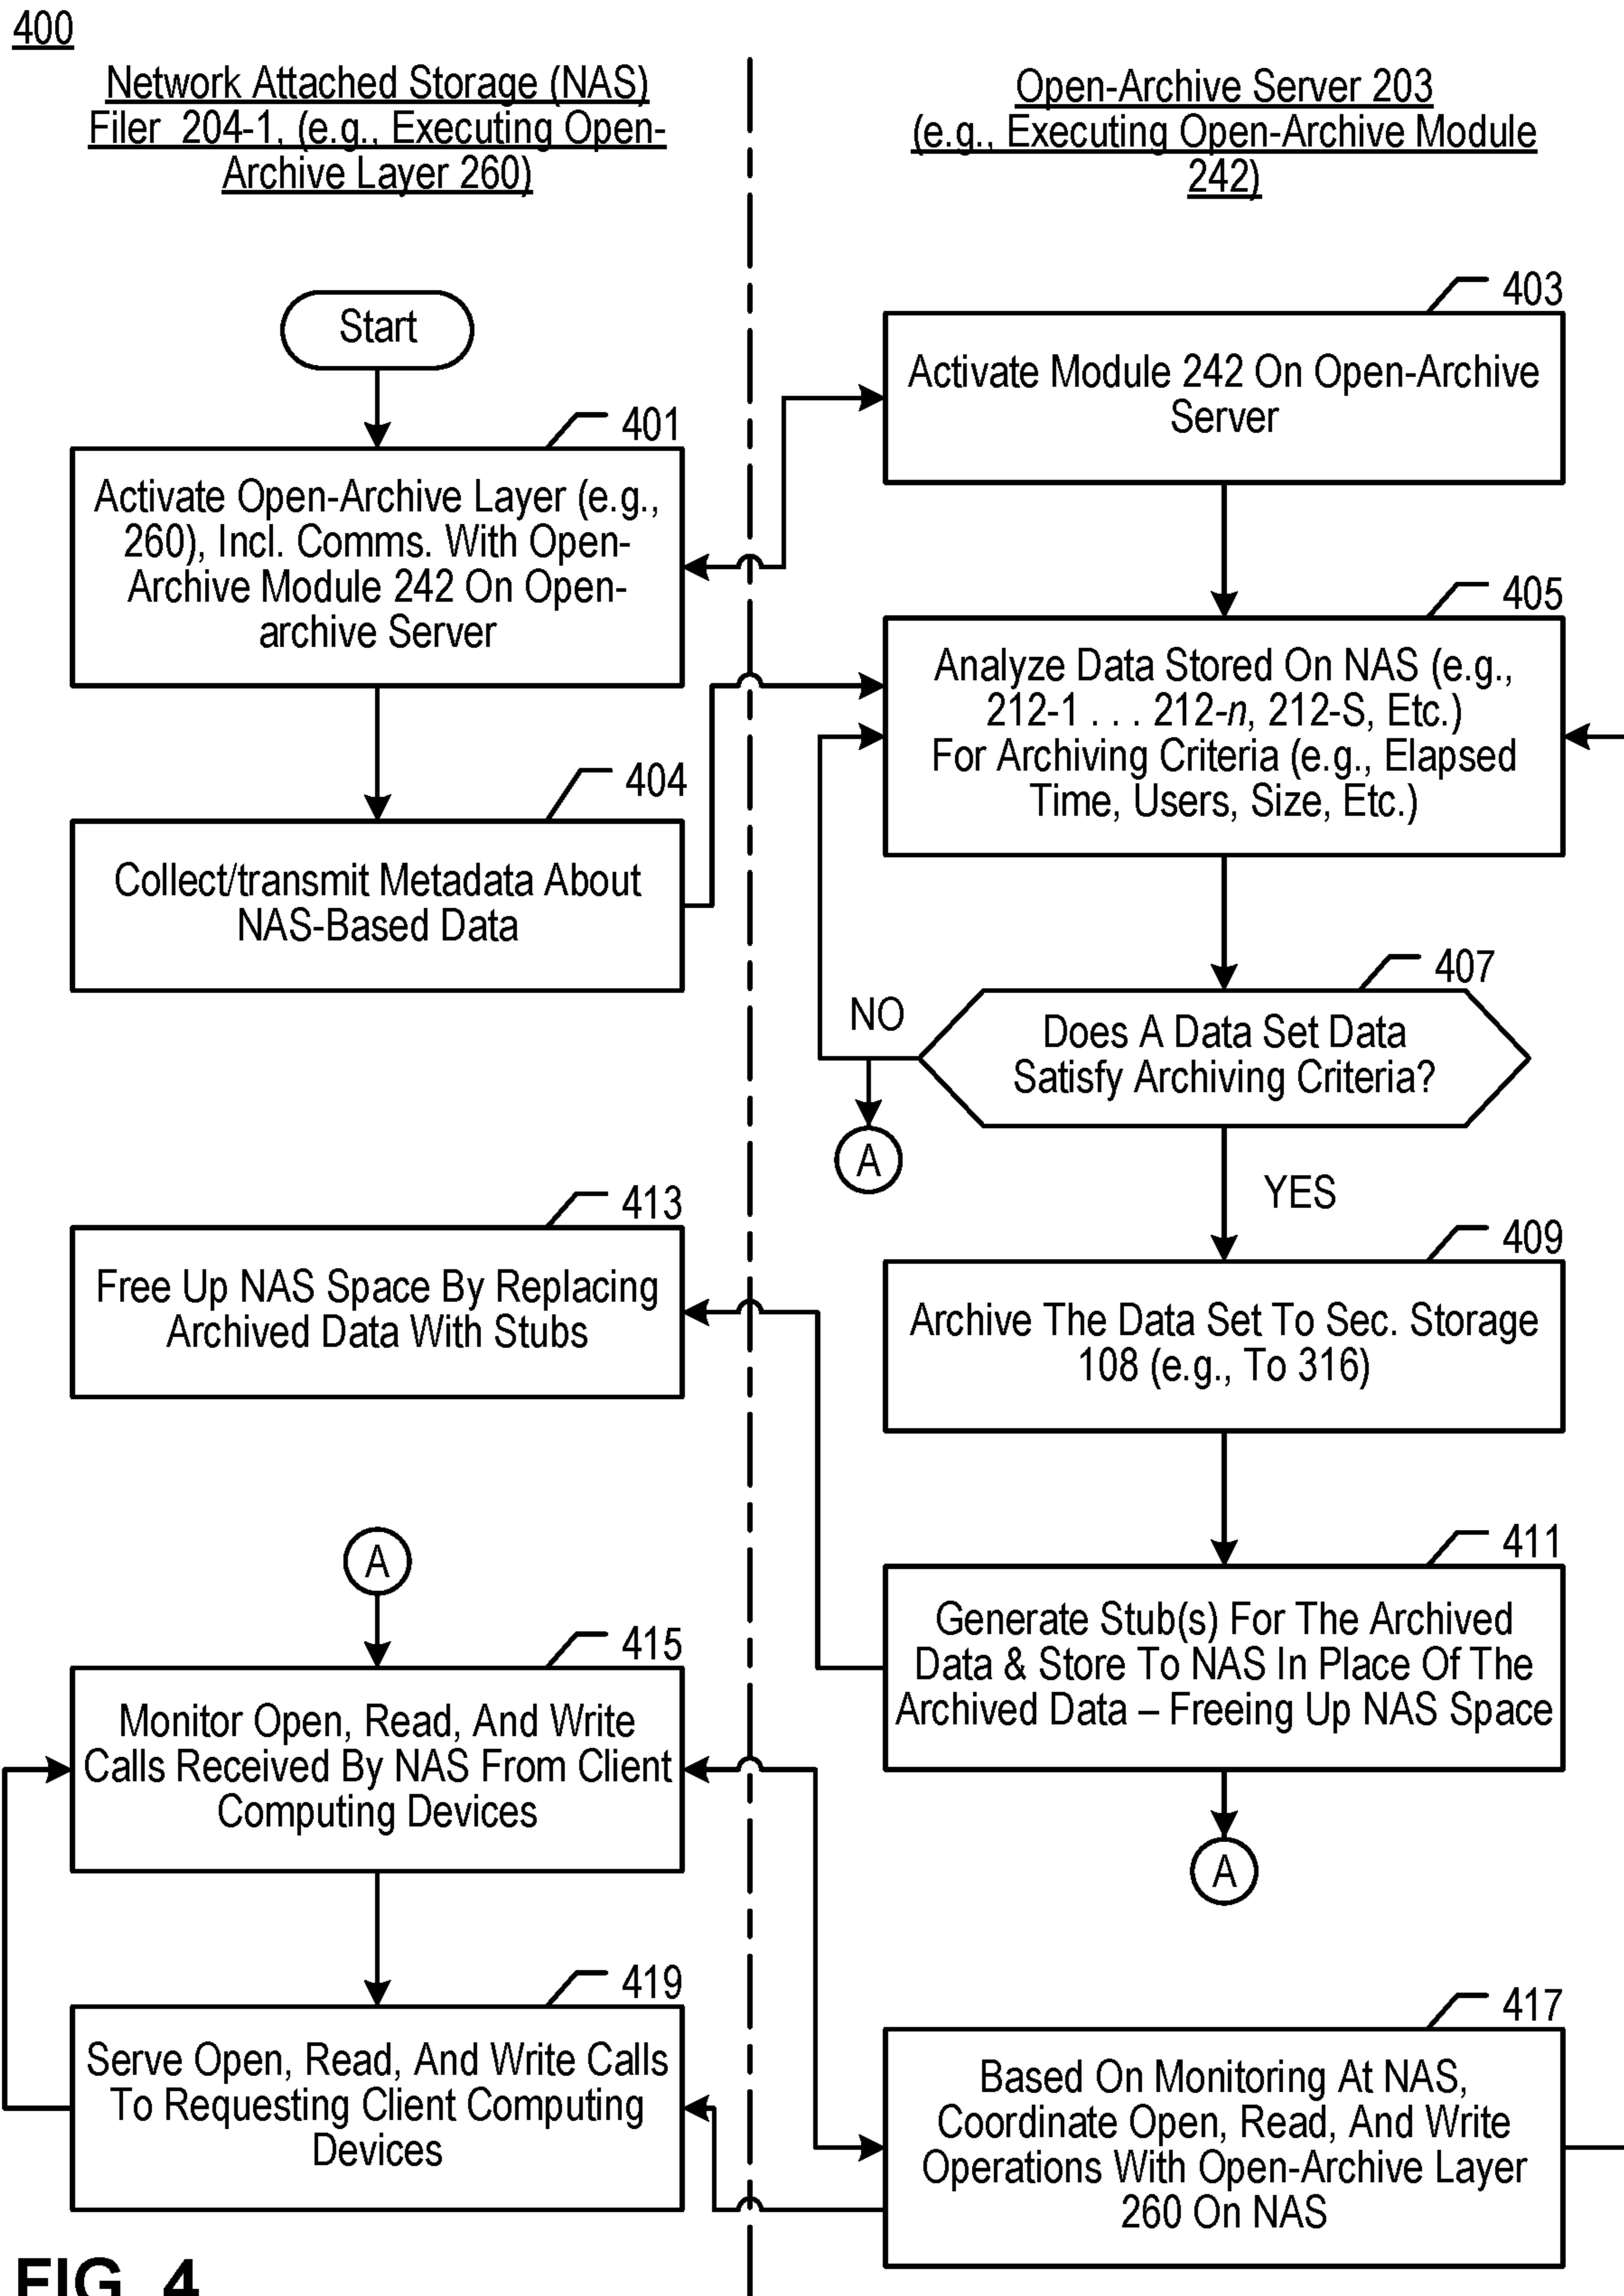 400
Network Attached Storage (NAS)
Filer 204-1, (e.g., Executing Open-
Archive Layer 260)
Open-Archive Server 203
(e.g., Executing Open-Archive Module
242)
Start
401
Activate Open-Archive Layer (e.g.,
260), Incl. Comms. With Open-
Archive Module 242 On Open-
archive Server
403
Activate Module 242 On Open-Archive
Server
404
Collect/transmit Metadata About
NAS-Based Data
405
Analyze Data Stored On NAS (e.g.,
212-1 . . . 212-n, 212-S, Etc.)
For Archiving Criteria (e.g., Elapsed
Time, Users, Size, Etc.)
407
Does A Data Set Data
Satisfy Archiving Criteria?
NO
A
YES
409
Archive The Data Set To Sec. Storage
108 (e.g., To 316)
411
Generate Stub(s) For The Archived
Data & Store To NAS In Place Of The
Archived Data – Freeing Up NAS Space
A
413
Free Up NAS Space By Replacing
Archived Data With Stubs
A
415
Monitor Open, Read, And Write
Calls Received By NAS From Client
Computing Devices
417
Based On Monitoring At NAS,
Coordinate Open, Read, And Write
Operations With Open-Archive Layer
260 On NAS
419
Serve Open, Read, And Write Calls
To Requesting Client Computing
Devices
FIG. 4